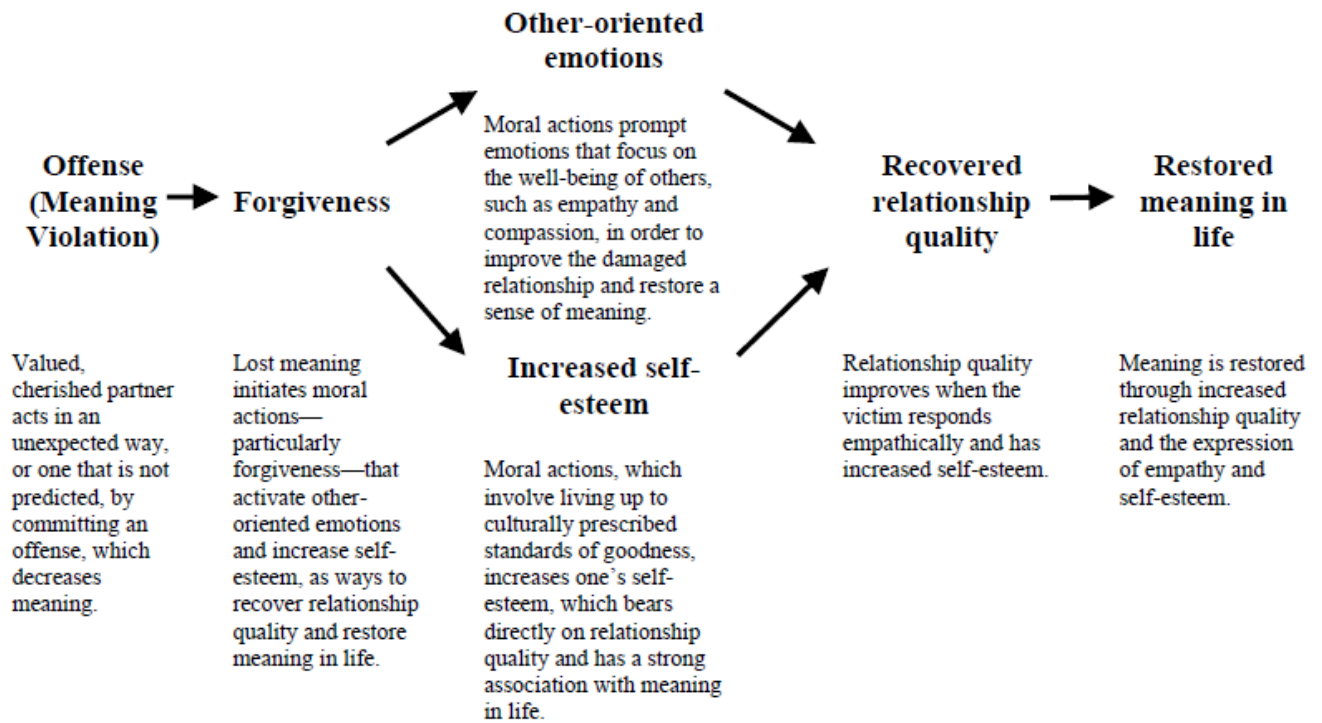 Other-oriented
emotions
Moral actions prompt
emotions that focus on
the well-being of others,
such as empathy and
compassion, in order to
improve the damaged
relationship and restore a
sense of meaning.
Offense
(Meaning
Violation)
Forgiveness
Recovered
relationship
quality
Restored
meaning in
life
Valued,
cherished partner
acts in an
unexpected way,
or one that is not
predicted, by
committing an
offense, which
decreases
meaning.
Lost meaning
initiates moral
actions—
particularly
forgiveness—that
activate other-
oriented emotions
and increase self-
esteem, as ways to
recover relationship
quality and restore
meaning in life.
Increased self-
esteem
Moral actions, which
involve living up to
culturally prescribed
standards of goodness,
increases one’s self-
esteem, which bears
directly on relationship
quality and has a strong
association with meaning
in life.
Relationship quality
improves when the
victim responds
empathically and has
increased self-esteem.
Meaning is restored
through increased
relationship quality
and the expression
of empathy and
self-esteem.